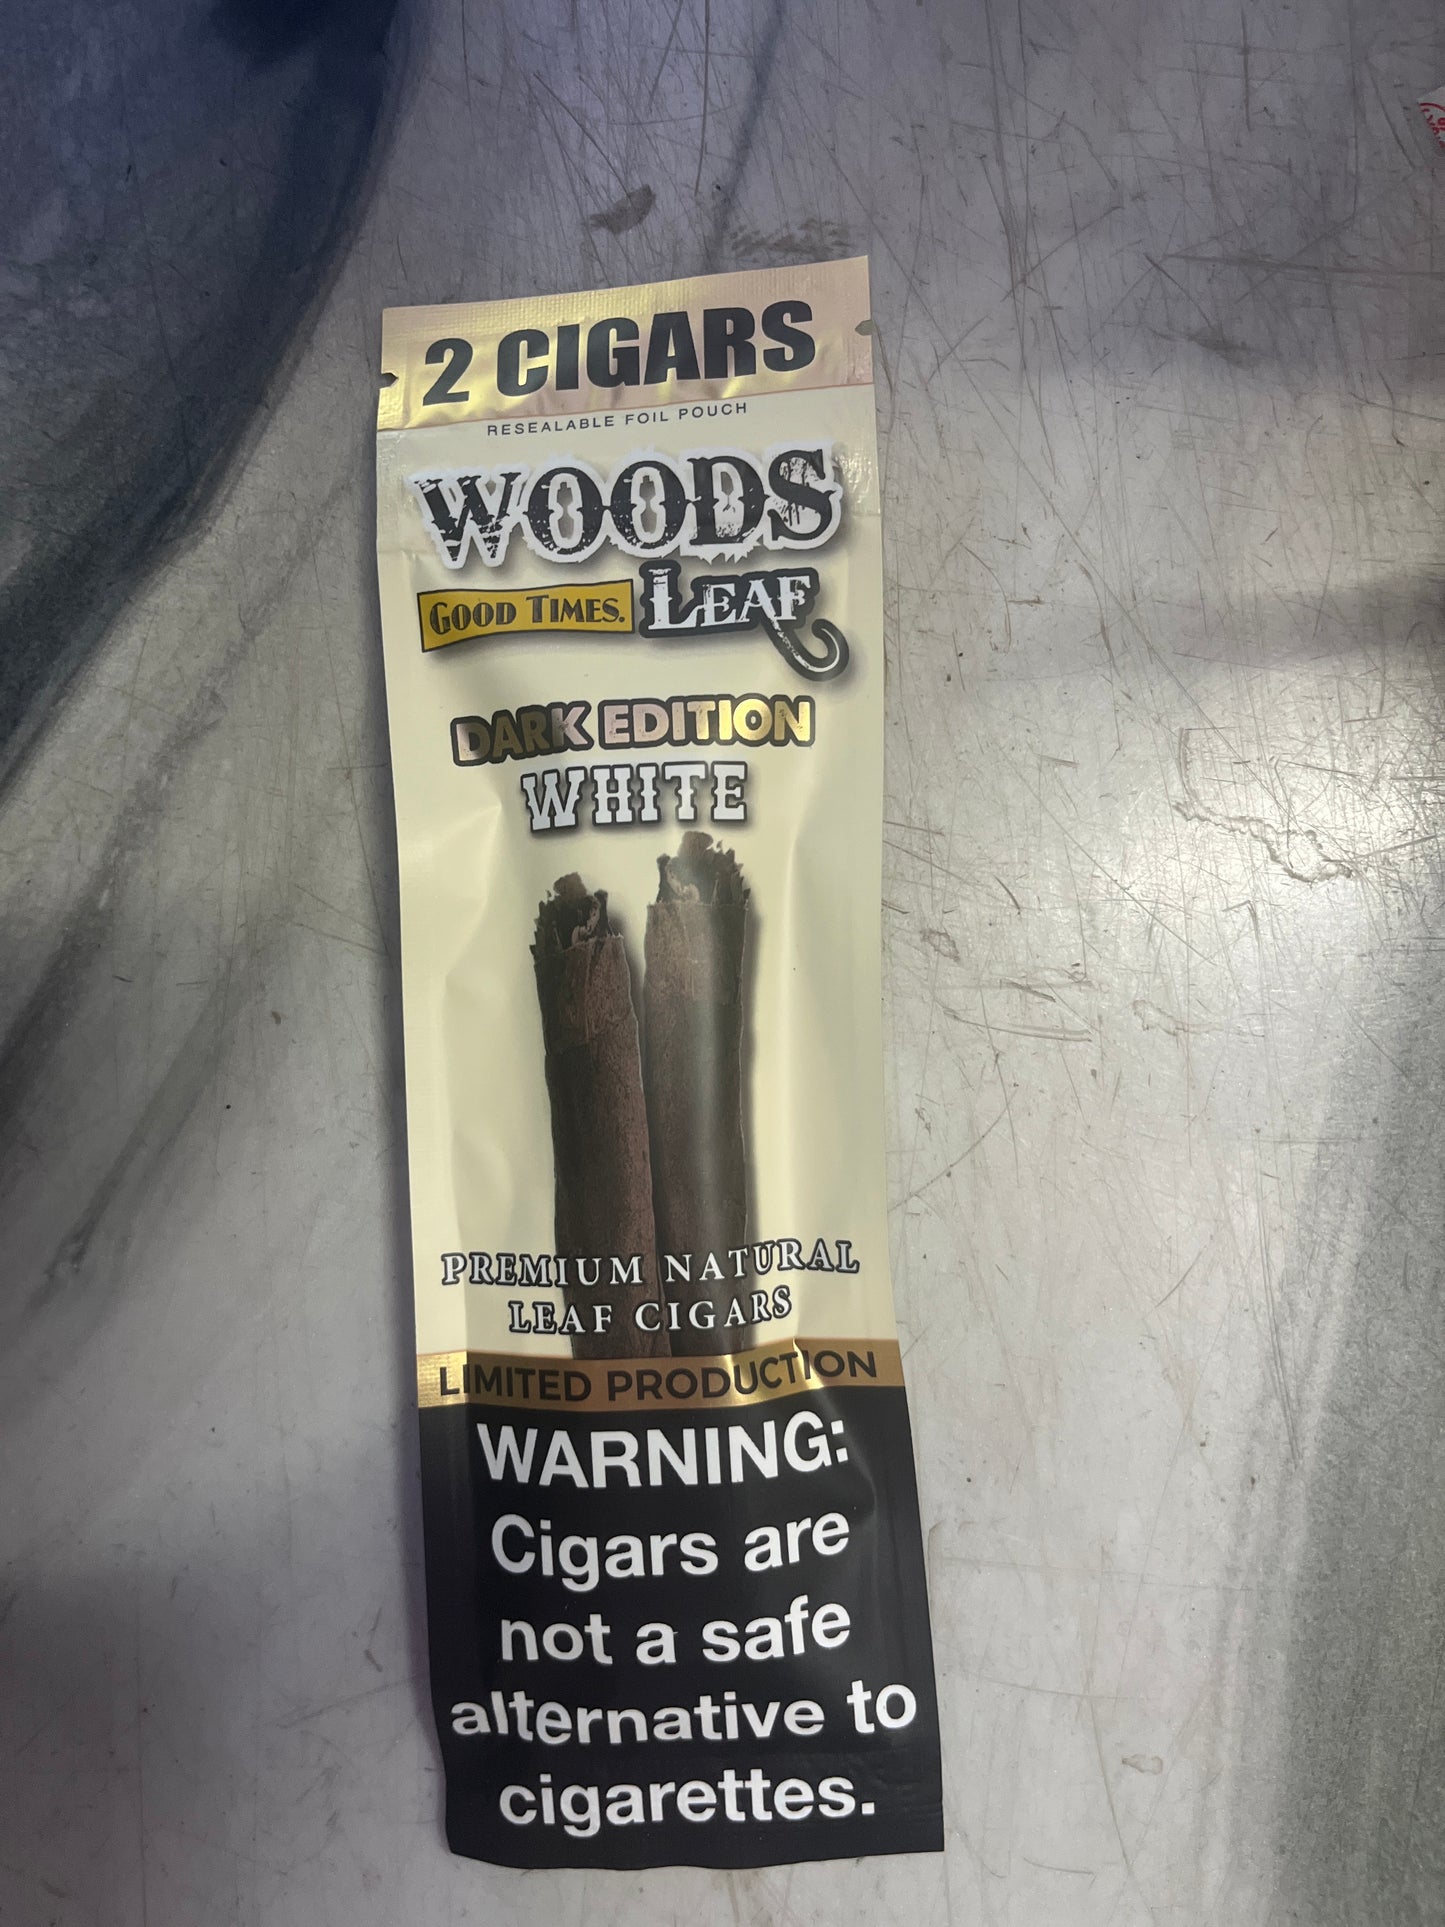 2 CIGARS
RESEALABLE FOIL POUCH
WOODS
GOOD TIMES. LEAF
DARK EDITION
WHITE
PREMIUM NATURAL
LEAF CIGARS
LIMITED PRODUCTION
WARNING:
Cigars are
not a safe
alternative to
cigarettes.